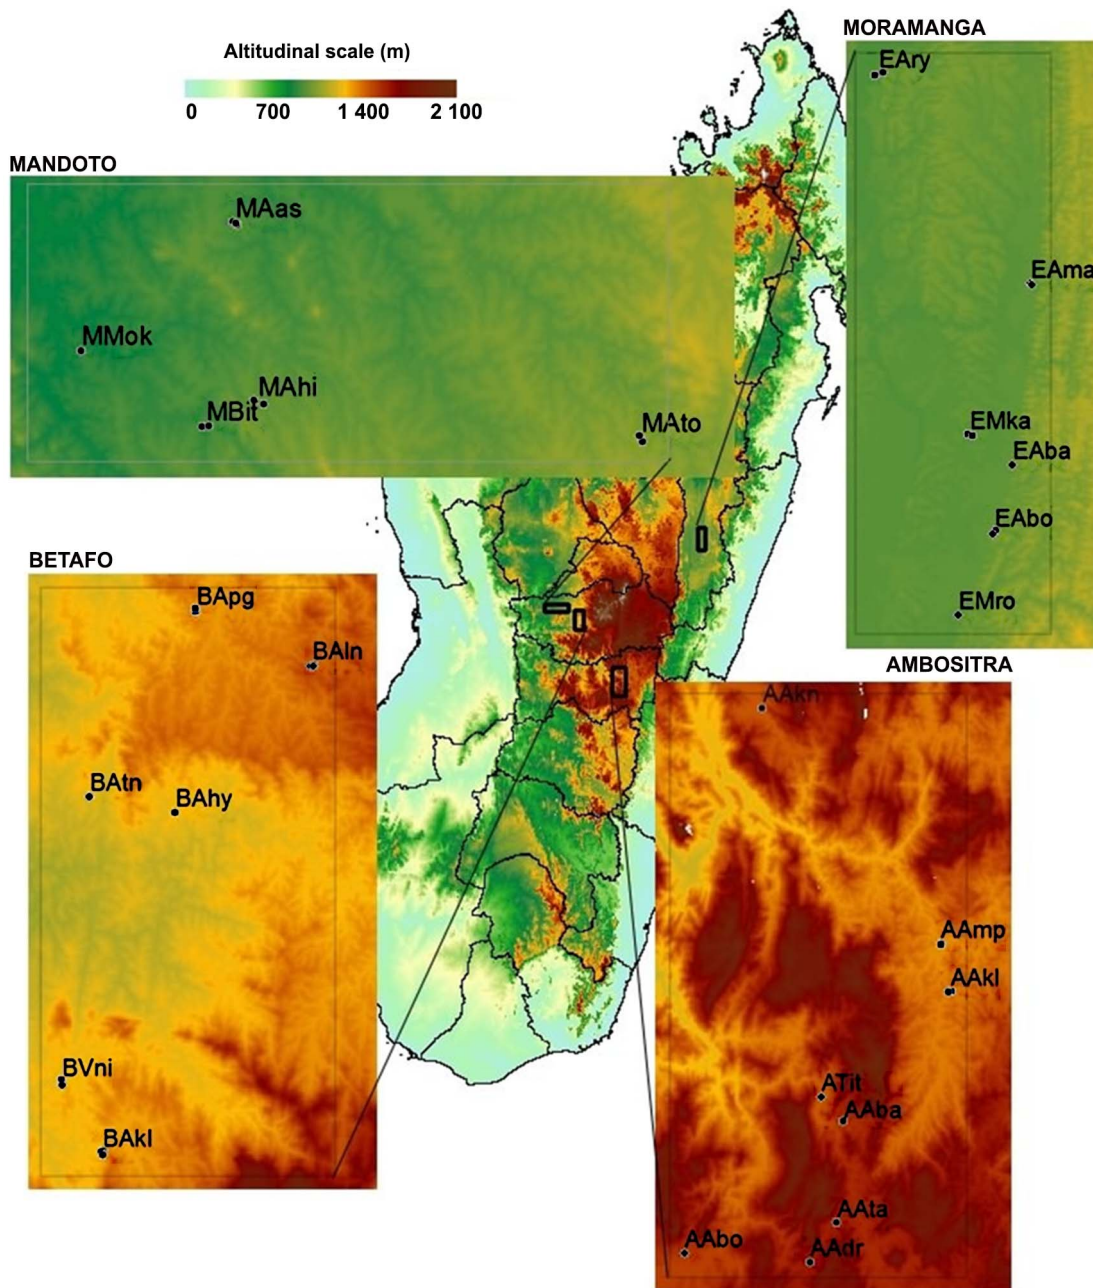 MORAMANGA
Altitudinal scale (m)
0 700 1 400 2 100
EAry
MANDOTO
MAas
EAma
MMok
MAhi
MBit
MAto
EMka
EAba
EAbo
BETAFO
BApg
EMro
BAln
AMBOSITRA
AAkn
BAtn
BAhy
AAmp
AAkl
BVni
ATit
AAba
BAkl
AAta
AAbo
AAdr